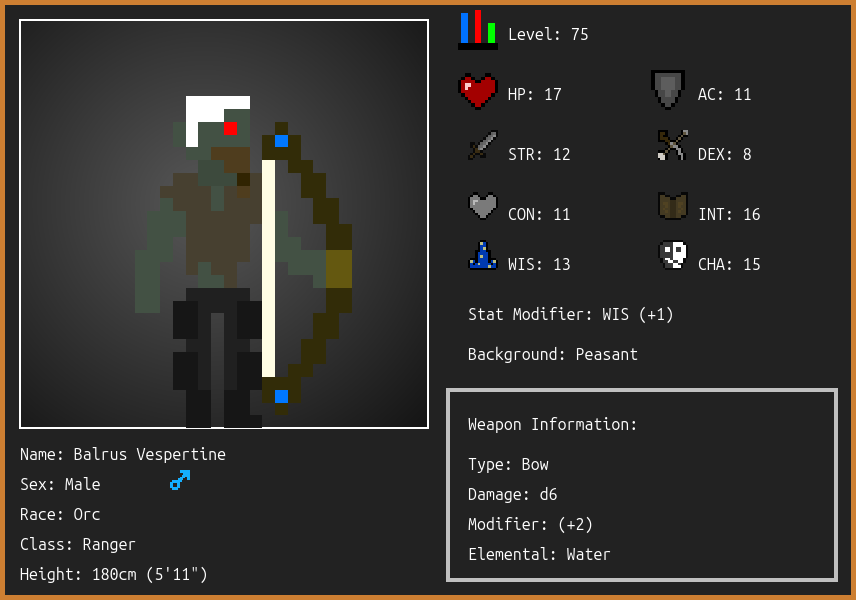 Level: 75
HP: 17
AC: 11
STR: 12
DEX: 8
CON: 11
INT: 16
WIS: 13
CHA: 15
Stat Modifier: WIS (+1)
Background: Peasant
Weapon Information:
Type: Bow
Damage: d6
Modifier: (+2)
Elemental: Water
Name: Balrus Vespertine
Sex: Male
Race: Orc
Class: Ranger
Height: 180cm (5'11")